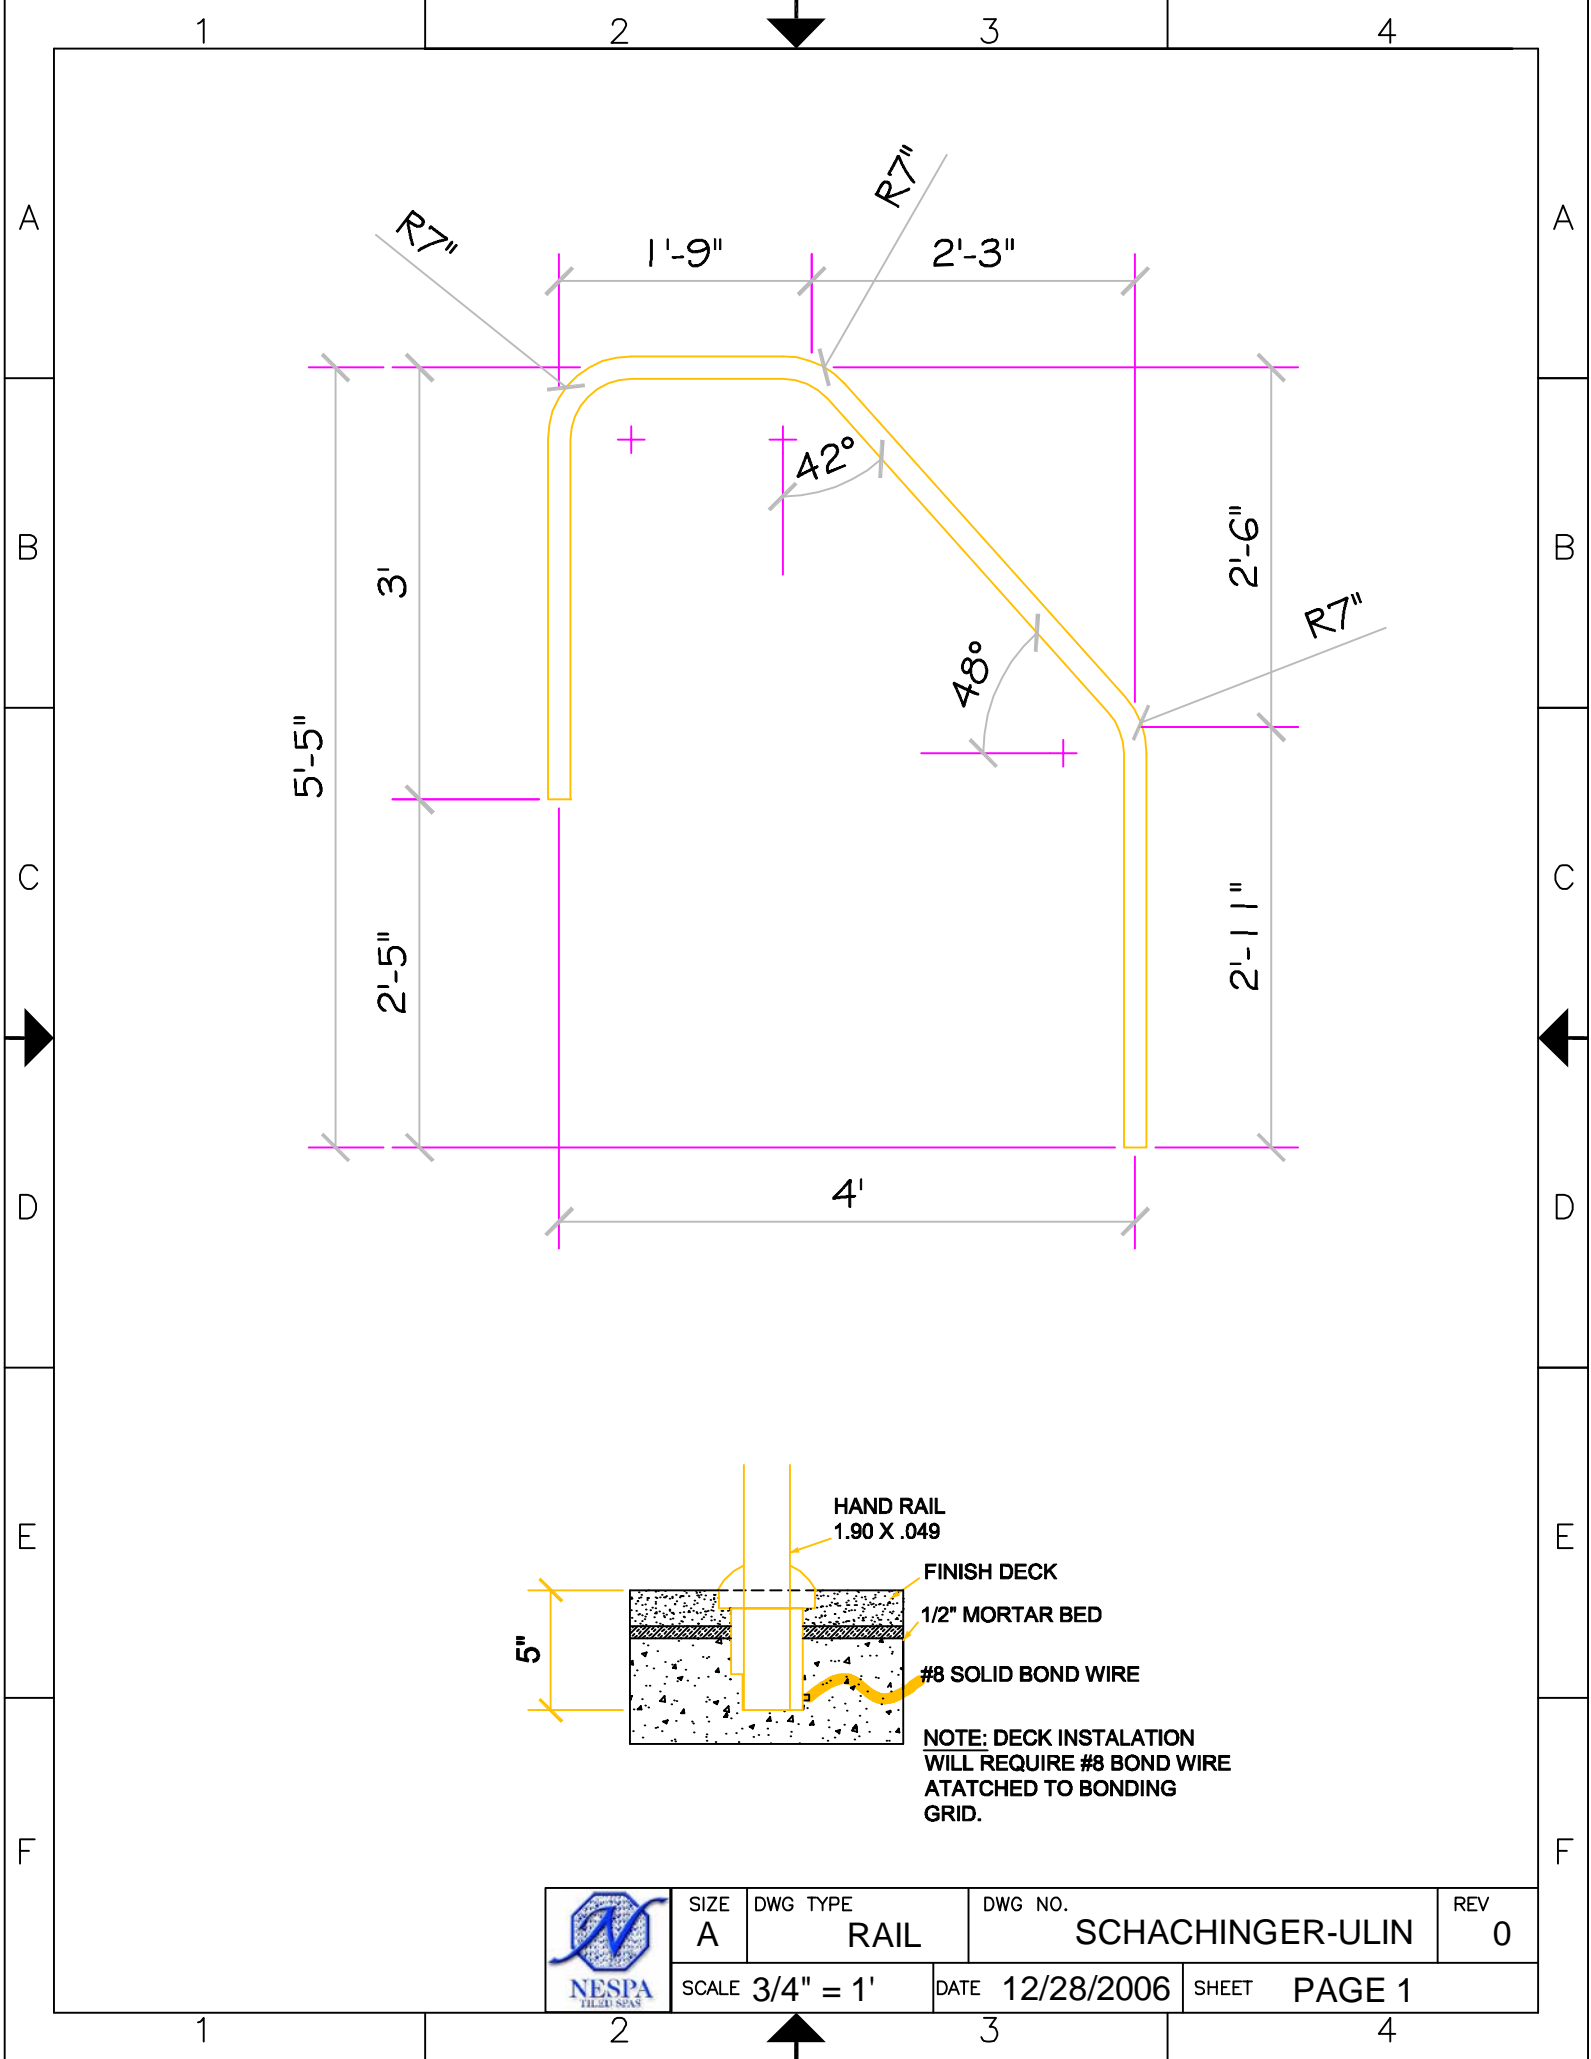 1 2 3 4
A A
B B
C C
D D
E E
F F
R7"
R7"
1'-9"
2'-3"
42°
3'
2'-6"
R7"
48°
5'-5"
2'-5"
2'-11"
4'
HAND RAIL
1.90 X .049
FINISH DECK
1/2" MORTAR BED
5"
#8 SOLID BOND WIRE
NOTE: DECK INSTALATION
WILL REQUIRE #8 BOND WIRE
ATATCHED TO BONDING
GRID.
NESPA
TILED SPAS
SIZE
A
DWG TYPE
RAIL
DWG NO.
SCHACHINGER-ULIN
REV
0
SCALE 3/4" = 1'
DATE 12/28/2006
SHEET PAGE 1
1 2 3 4